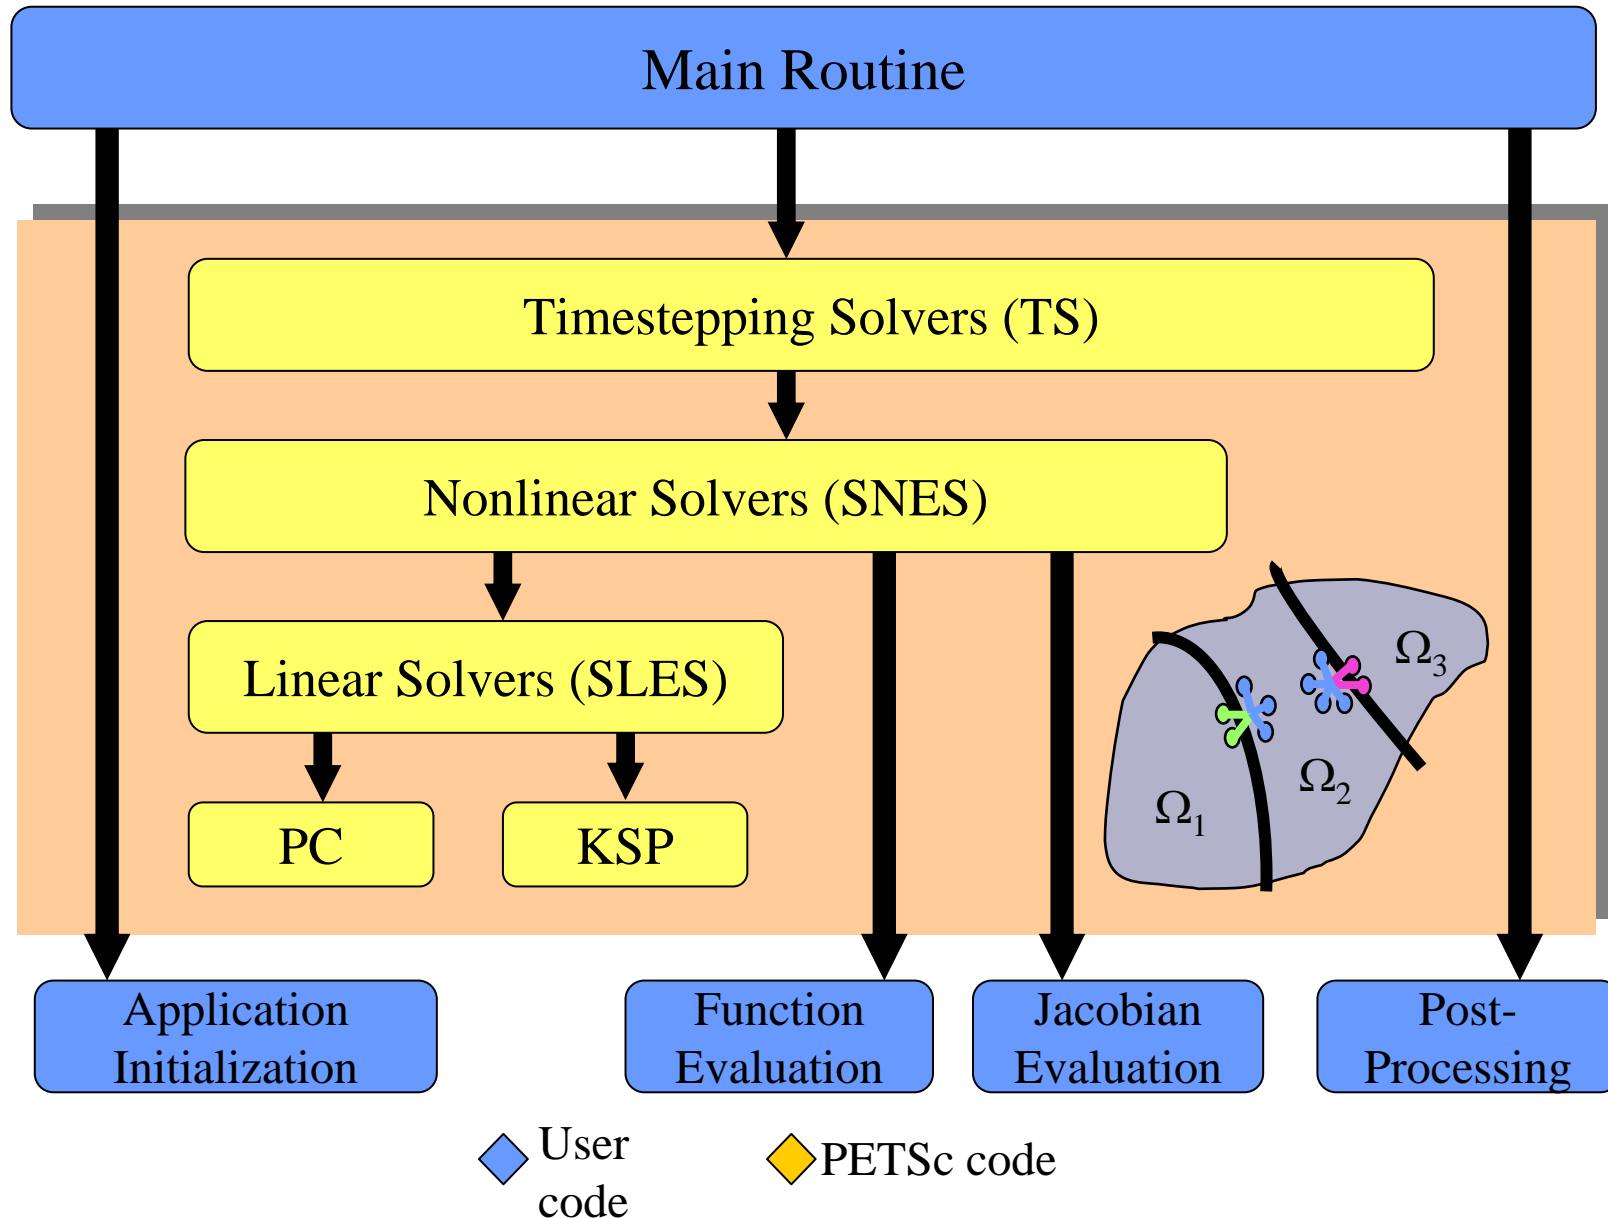 Main Routine
Timestepping Solvers (TS)
Nonlinear Solvers (SNES)
Linear Solvers (SLES)
PC
KSP
Ω1
Ω2
Ω3
Application
Initialization
Function
Evaluation
Jacobian
Evaluation
Post-
Processing
User
code
PETSc code